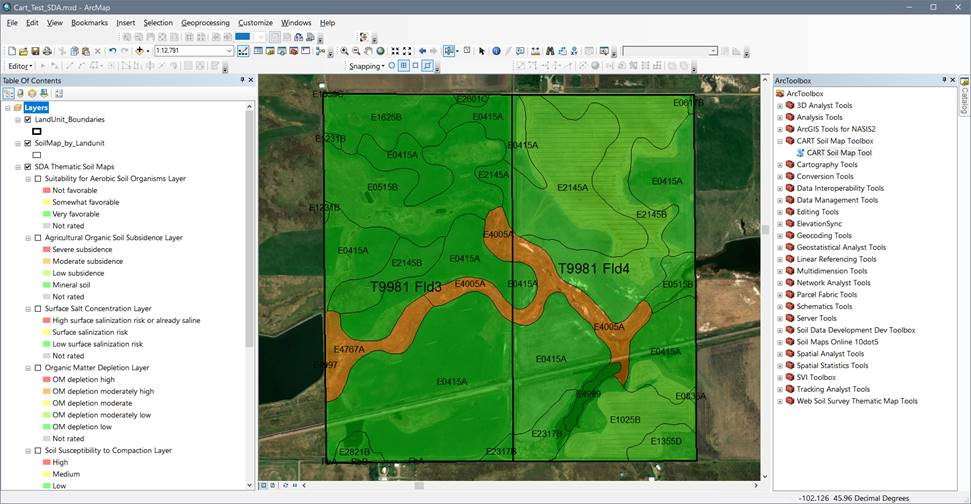 Cart_Test_SDA.mxd - ArcMap
File Edit View Bookmarks Insert Selection Geoprocessing Customize Windows Help
1:12,791
Editor
Snapping
Table Of Contents
Layers
LandUnit_Boundaries
SoilMap_by_Landunit
SDA Thematic Soil Maps
Suitability for Aerobic Soil Organisms Layer
Not favorable
Somewhat favorable
Very favorable
Not rated
Agricultural Organic Soil Subsidence Layer
Severe subsidence
Moderate subsidence
Low subsidence
Mineral soil
Not rated
Surface Salt Concentration Layer
High surface salinization risk or already saline
Surface salinization risk
Low surface salinization risk
Not rated
Organic Matter Depletion Layer
OM depletion high
OM depletion moderately high
OM depletion moderate
OM depletion moderately low
OM depletion low
Not rated
Soil Susceptibility to Compaction Layer
High
Medium
Low
E2601C
E0617B
E1625B
E0415A
E1231B
E0415A
E0415A
E2145A
E2145A
E0415A
E0515B
E1231B
E2145B
E4005A
E0415A
E2145B
E0415A
T9981 Fld4
T9981 Fld3
E4005A
E0415A
E0515B
E4005A
E4767A
E0415A
E0415A
E4997
E0415A
E4999
E0835A
E1025B
E2317B
E1355D
E2821B
E2317B
ArcToolbox
ArcToolbox
3D Analyst Tools
Analysis Tools
ArcGIS Tools for NASIS2
CART Soil Map Toolbox
CART Soil Map Tool
Cartography Tools
Conversion Tools
Data Interoperability Tools
Data Management Tools
Editing Tools
ElevationSync
Geocoding Tools
Geostatistical Analyst Tools
Linear Referencing Tools
Multidimension Tools
Network Analyst Tools
Parcel Fabric Tools
Schematics Tools
Server Tools
Soil Data Development Dev Toolbox
Soil Maps Online 10dot5
Spatial Analyst Tools
Spatial Statistics Tools
SVI Toolbox
Tracking Analyst Tools
Web Soil Survey Thematic Map Tools
Catalog
-102.126 45.96 Decimal Degrees